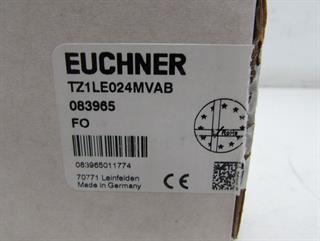 EUCHNER
TZ1LE024MVAB
083965
FO
083965011774
70771 Leinfelden
Made in Germany
CE